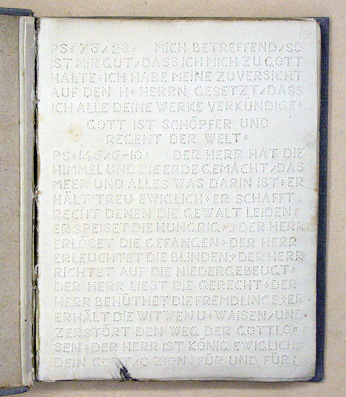 PS. 73/28. MICH BETREFFEND/SO
IST MIR GUT/DASS ICH MICH ZU GOTT
HALTE. ICH HABE MEINE ZUVERSICHT
AUF DEN H. HERRN GESETZT/DASS
ICH ALLE DEINE WERKE VERKÜNDIGE.
GOTT IST SCHÖPFER UND
REGENT DER WELT.
PS. 146/6-10. DER HERR HAT DIE
HIMMEL UND DIE ERDE GEMACHT/DAS
MEER UND ALLES WAS DARIN IST. ER
HÄLT TREU EWIGLICH. ER SCHAFFT
RECHT DENEN DIE GEWALT LEIDEN.
ER SPEISET DIE HUNGRIG. DER HERR
ERLÖSET DIE GEFANGEN. DER HERR
ERLEUCHTET DIE BLINDEN. DER HERR
RICHTET AUF DIE NIEDERGEBEUGT.
DER HERR LIEBT DIE GERECHT. DER
HERR BEHÜTHET DIE FREMDLINGE. ER
ERHÄLT DIE WITWEN U. WAISEN/UND
ZERSTÖRT DEN WEG DER GOTTLO=
SEN. DER HERR IST KÖNIG EWIGLICH.
DEIN GOTT/O ZION. FÜR UND FÜR.